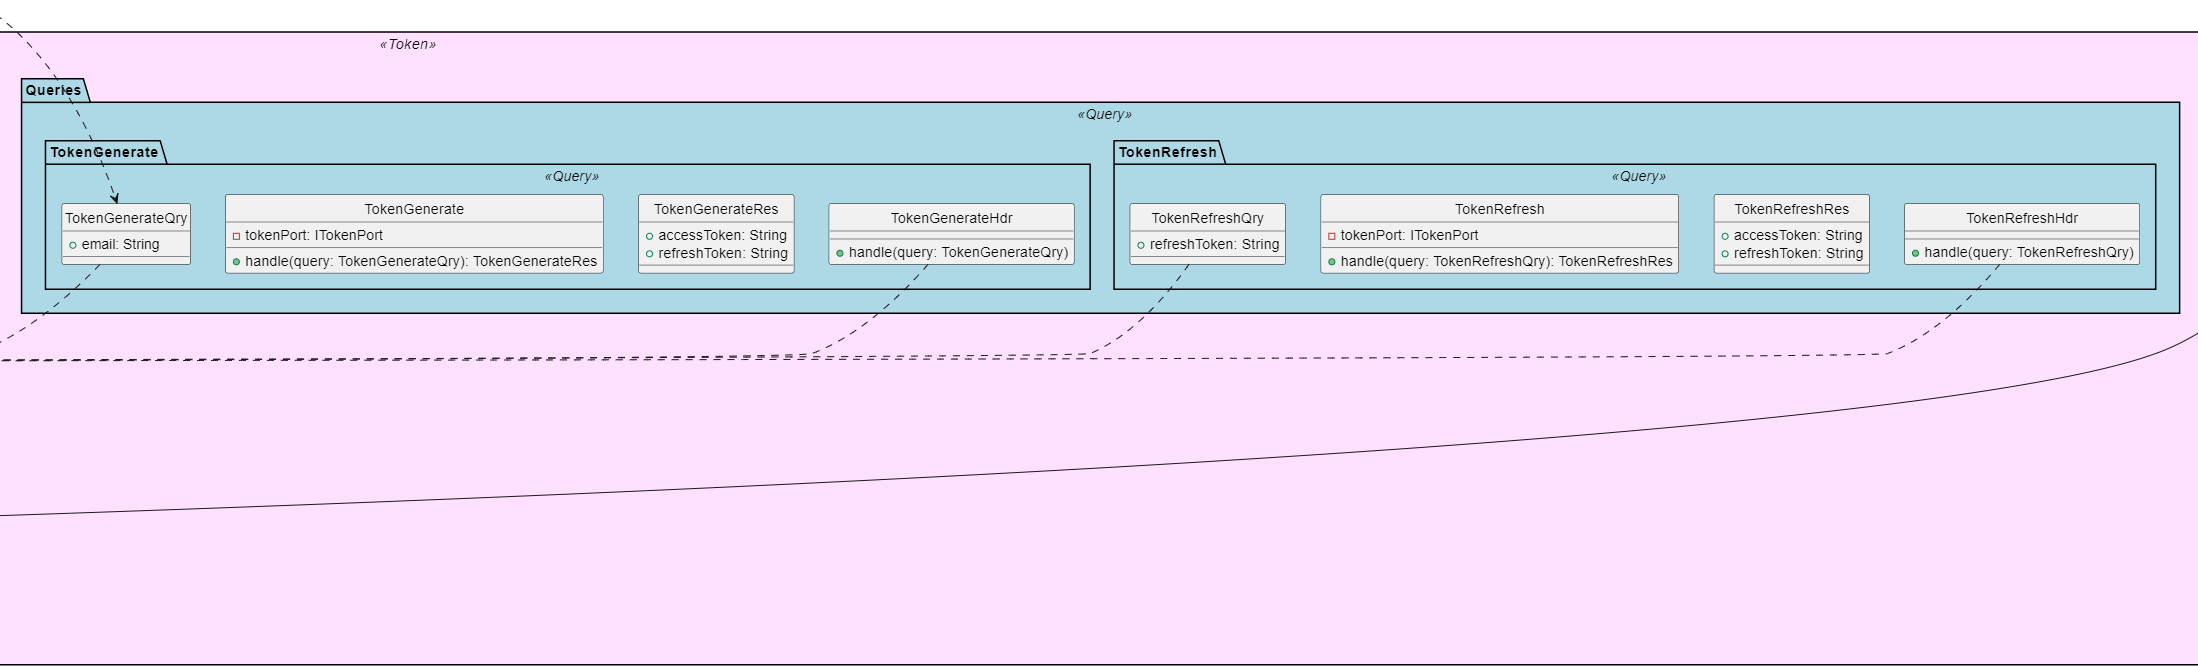 «Token»
Queries
«Query»
TokenGenerate
«Query»
TokenGenerateQry
email: String
TokenGenerate
tokenPort: ITokenPort
handle(query: TokenGenerateQry): TokenGenerateRes
TokenGenerateRes
accessToken: String
refreshToken: String
TokenGenerateHdr
handle(query: TokenGenerateQry)
TokenRefresh
«Query»
TokenRefreshQry
refreshToken: String
TokenRefresh
tokenPort: ITokenPort
handle(query: TokenRefreshQry): TokenRefreshRes
TokenRefreshRes
accessToken: String
refreshToken: String
TokenRefreshHdr
handle(query: TokenRefreshQry)